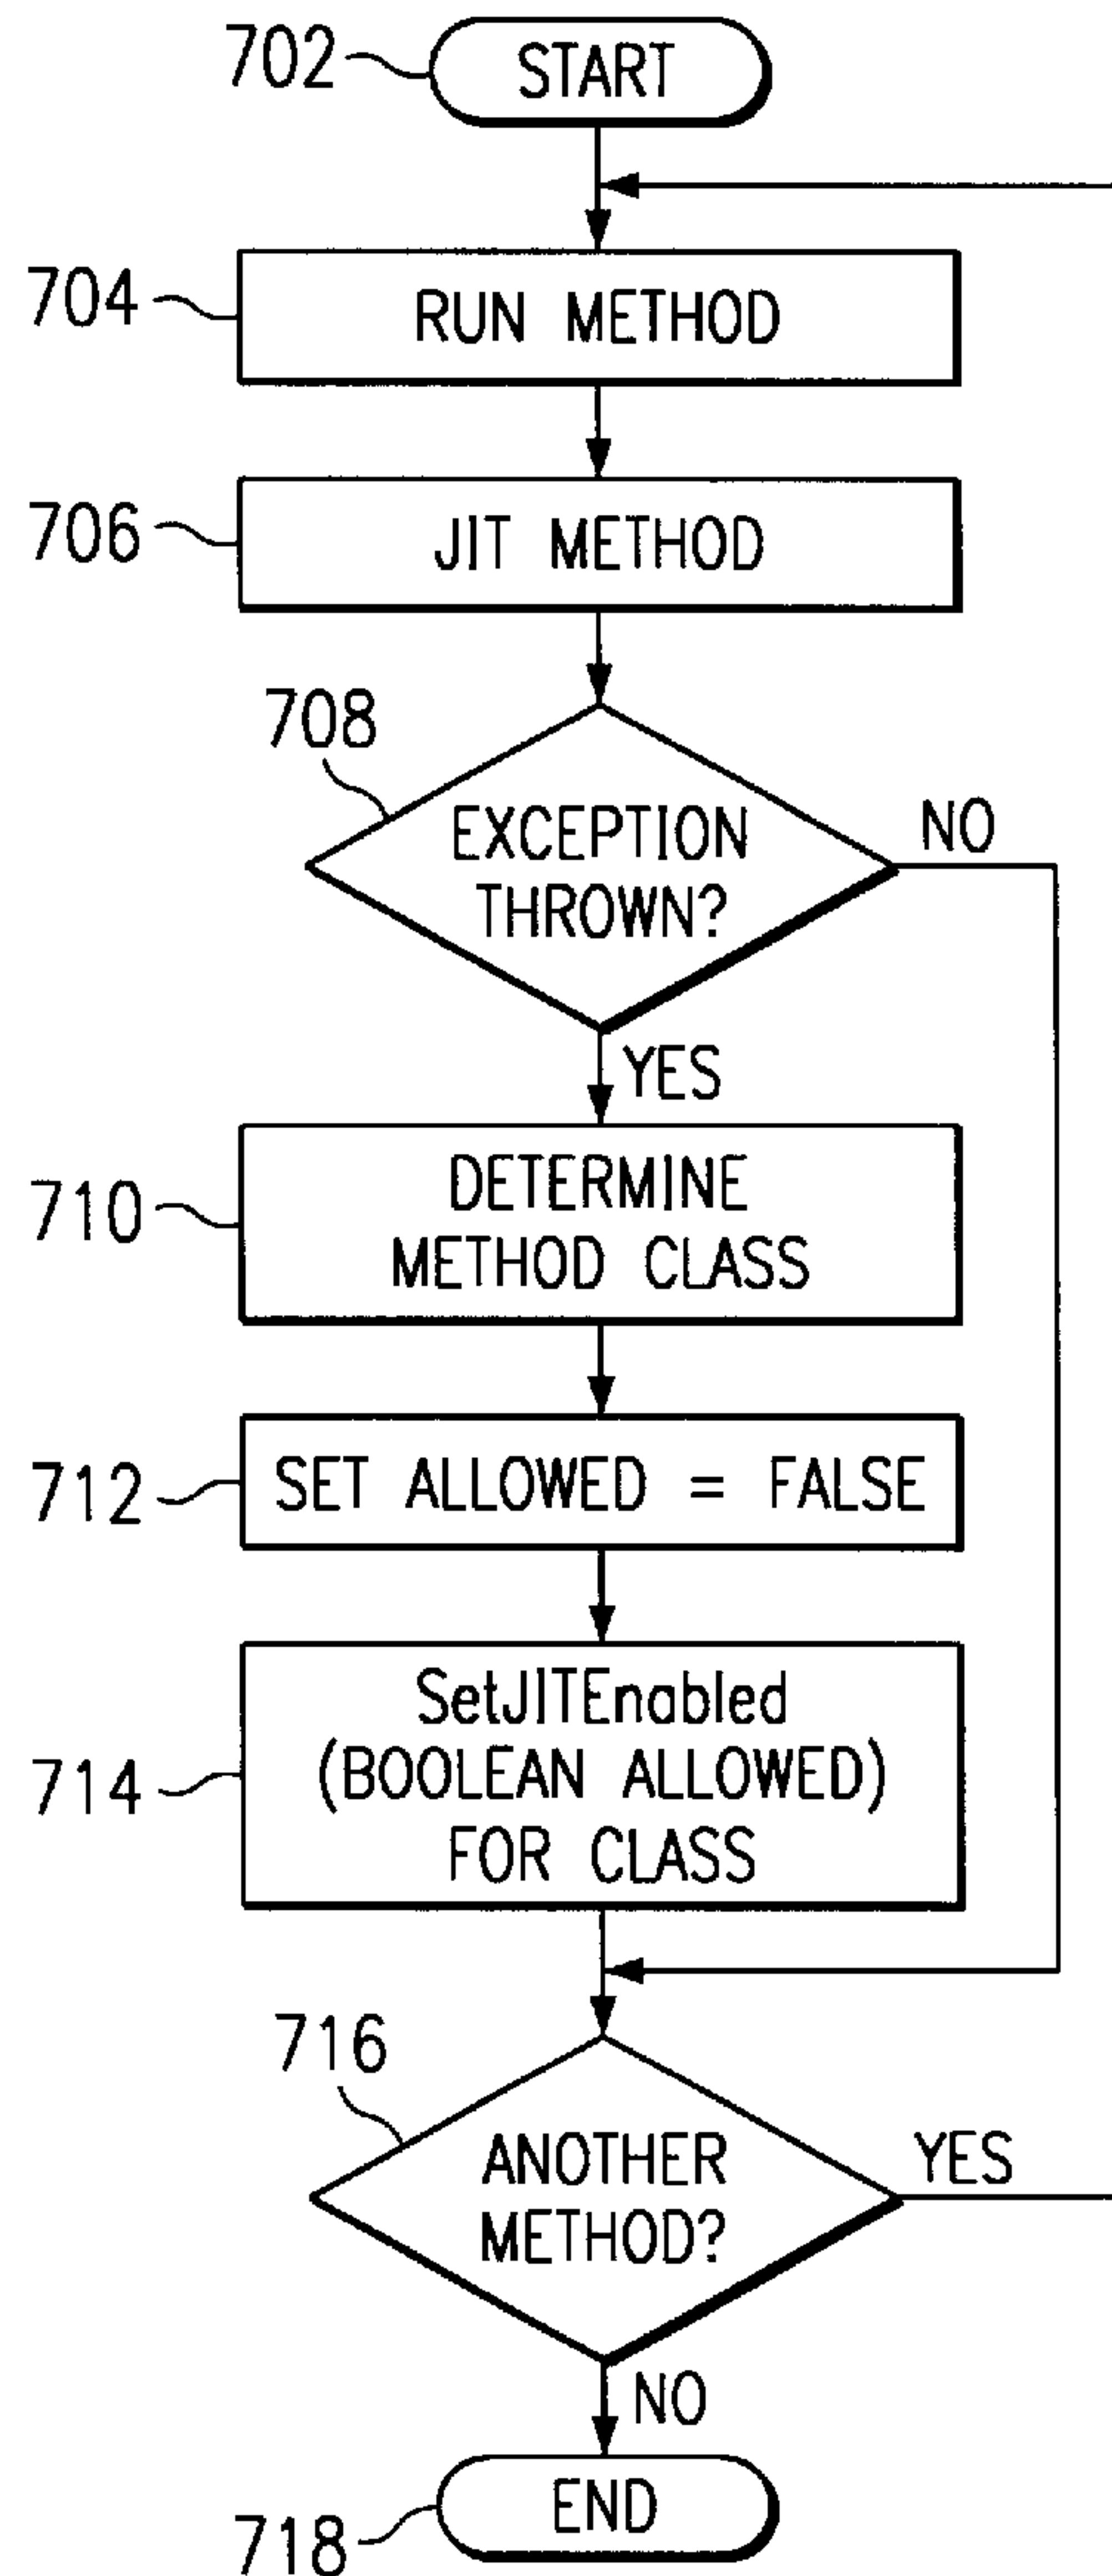 702
START
704
RUN METHOD
706
JIT METHOD
708
EXCEPTION
THROWN?
NO
YES
710
DETERMINE
METHOD CLASS
712
SET ALLOWED = FALSE
714
SetJITEnabled
(BOOLEAN ALLOWED)
FOR CLASS
716
ANOTHER
METHOD?
YES
NO
718
END